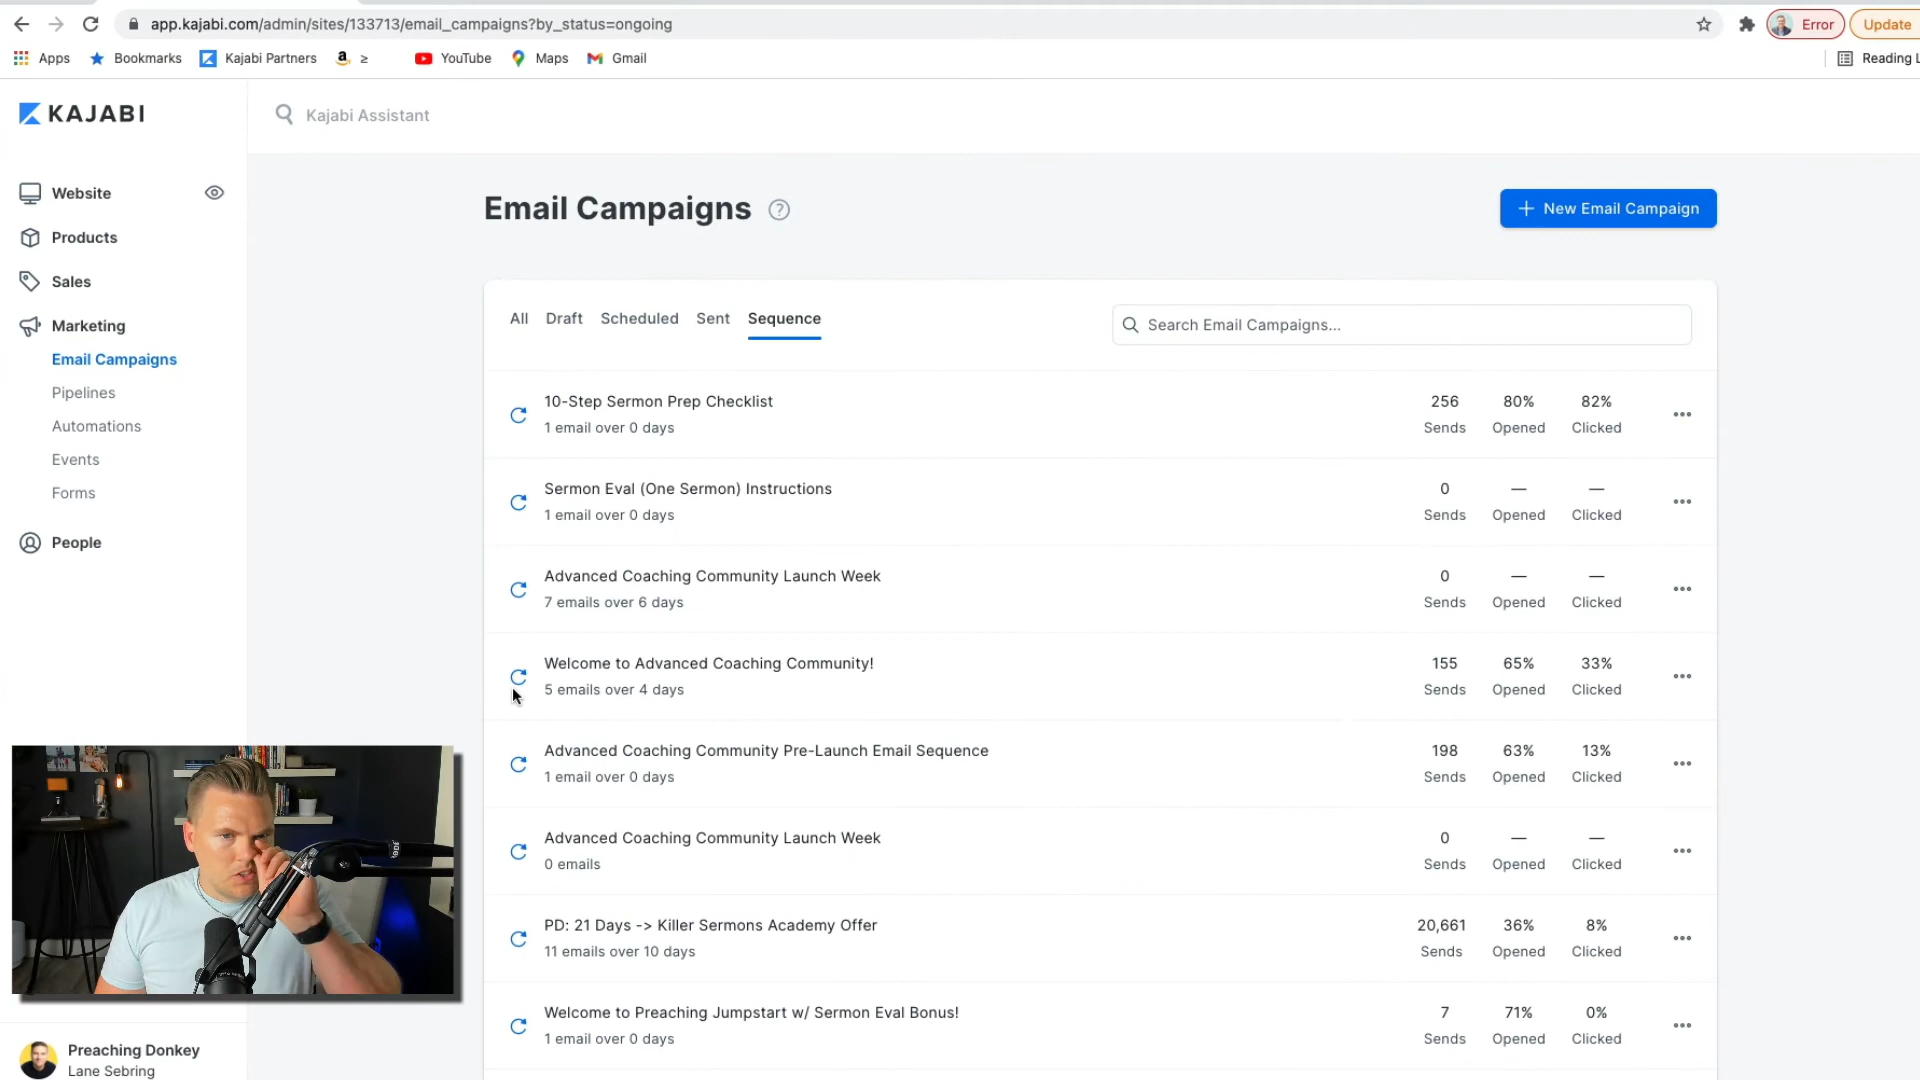 app.kajabi.com/admin/sites/133713/email_campaigns?by_status=ongoing
Error
Update
Apps
Bookmarks
Kajabi Partners
≥
YouTube
Maps
Gmail
Reading L
KAJABI
Kajabi Assistant
Website
Products
Sales
Marketing
Email Campaigns
Pipelines
Automations
Events
Forms
People
Email Campaigns
New Email Campaign
All Draft Scheduled Sent Sequence
Search Email Campaigns...
10-Step Sermon Prep Checklist
1 email over 0 days
256 80% 82%
Sends Opened Clicked
Sermon Eval (One Sermon) Instructions
1 email over 0 days
0 — —
Sends Opened Clicked
Advanced Coaching Community Launch Week
7 emails over 6 days
0 — —
Sends Opened Clicked
Welcome to Advanced Coaching Community!
5 emails over 4 days
155 65% 33%
Sends Opened Clicked
Advanced Coaching Community Pre-Launch Email Sequence
1 email over 0 days
198 63% 13%
Sends Opened Clicked
Advanced Coaching Community Launch Week
0 emails
0 — —
Sends Opened Clicked
PD: 21 Days -> Killer Sermons Academy Offer
11 emails over 10 days
20,661 36% 8%
Sends Opened Clicked
Welcome to Preaching Jumpstart w/ Sermon Eval Bonus!
1 email over 0 days
7 71% 0%
Sends Opened Clicked
Preaching Donkey
Lane Sebring